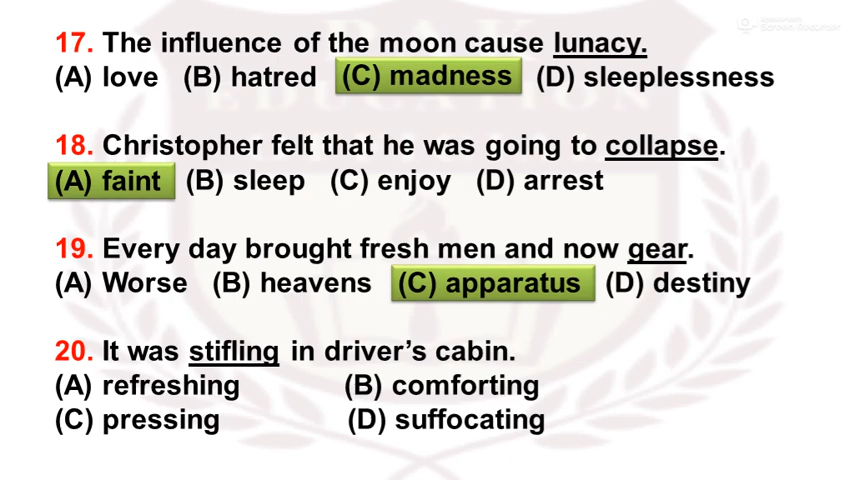 17. The influence of the moon cause lunacy.
(A) love (B) hatred (C) madness (D) sleeplessness
18. Christopher felt that he was going to collapse.
(A) faint (B) sleep (C) enjoy (D) arrest
19. Every day brought fresh men and now gear.
(A) Worse (B) heavens (C) apparatus (D) destiny
20. It was stifling in driver's cabin.
(A) refreshing (B) comforting
(C) pressing (D) suffocating